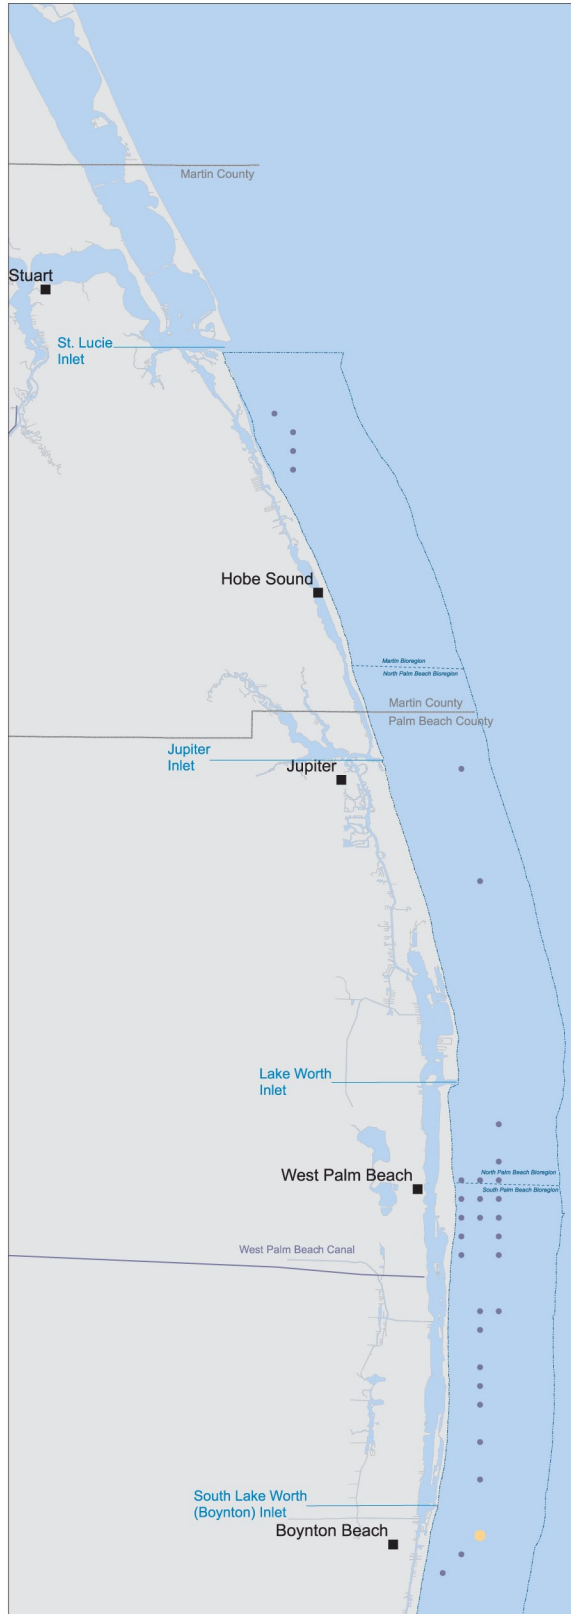 Martin County
Stuart
St. Lucie
Inlet
Hobe Sound
Martin Bioregion
North Palm Beach Bioregion
Martin County
Palm Beach County
Jupiter
Inlet
Jupiter
Lake Worth
Inlet
North Palm Beach Bioregion
West Palm Beach
South Palm Beach Bioregion
West Palm Beach Canal
South Lake Worth
(Boynton) Inlet
Boynton Beach